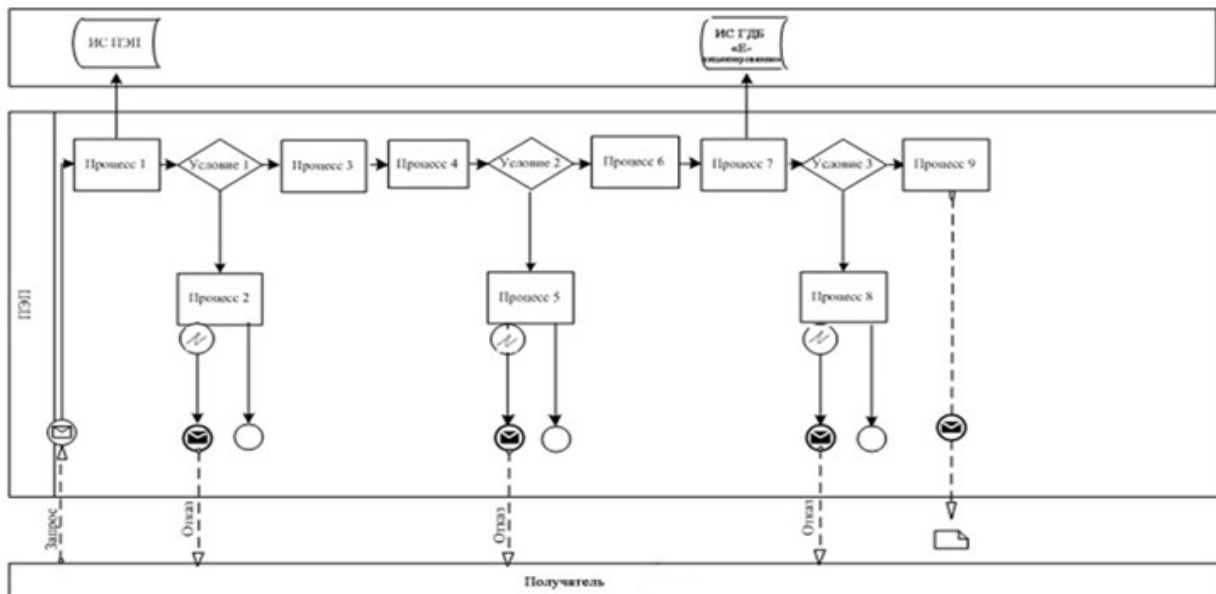 ИС ПЭП
ИС ГДБ
«Е-
Процесс 1
Условие 1
Процесс 3
Процесс 4
Условие 2
Процесс 6
Процесс 7
Условие 3
Процесс 9
Процесс 2
Процесс 5
Процесс 8
ПЭП
Запрос
Отказ
Отказ
Отказ
Получатель